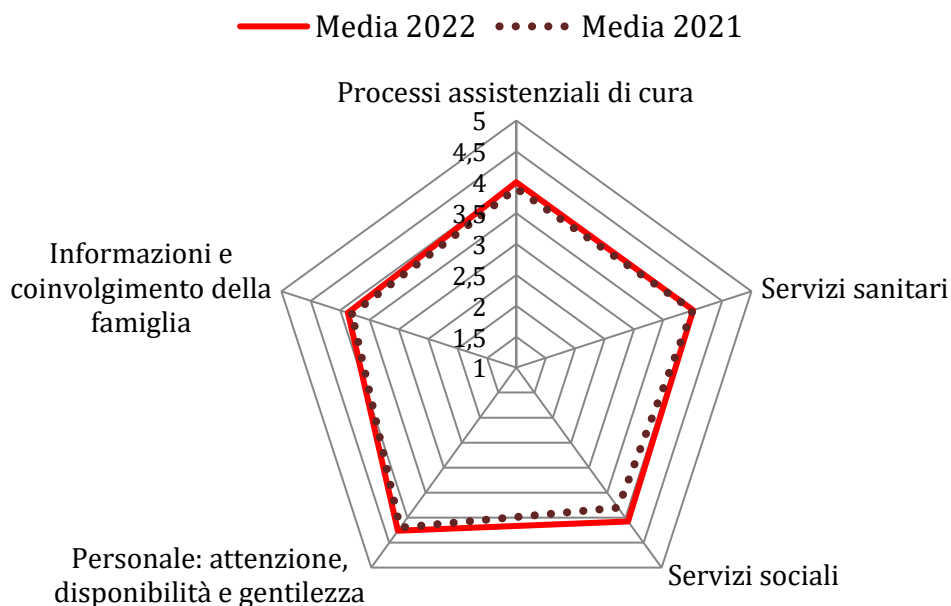 Media 2022 Media 2021
Processi assistenziali di cura
5
4,5
4
3,5
3
2,5
2
1,5
1
Servizi sanitari
Servizi sociali
Personale: attenzione,
disponibilità e gentilezza
Informazioni e
coinvolgimento della
famiglia